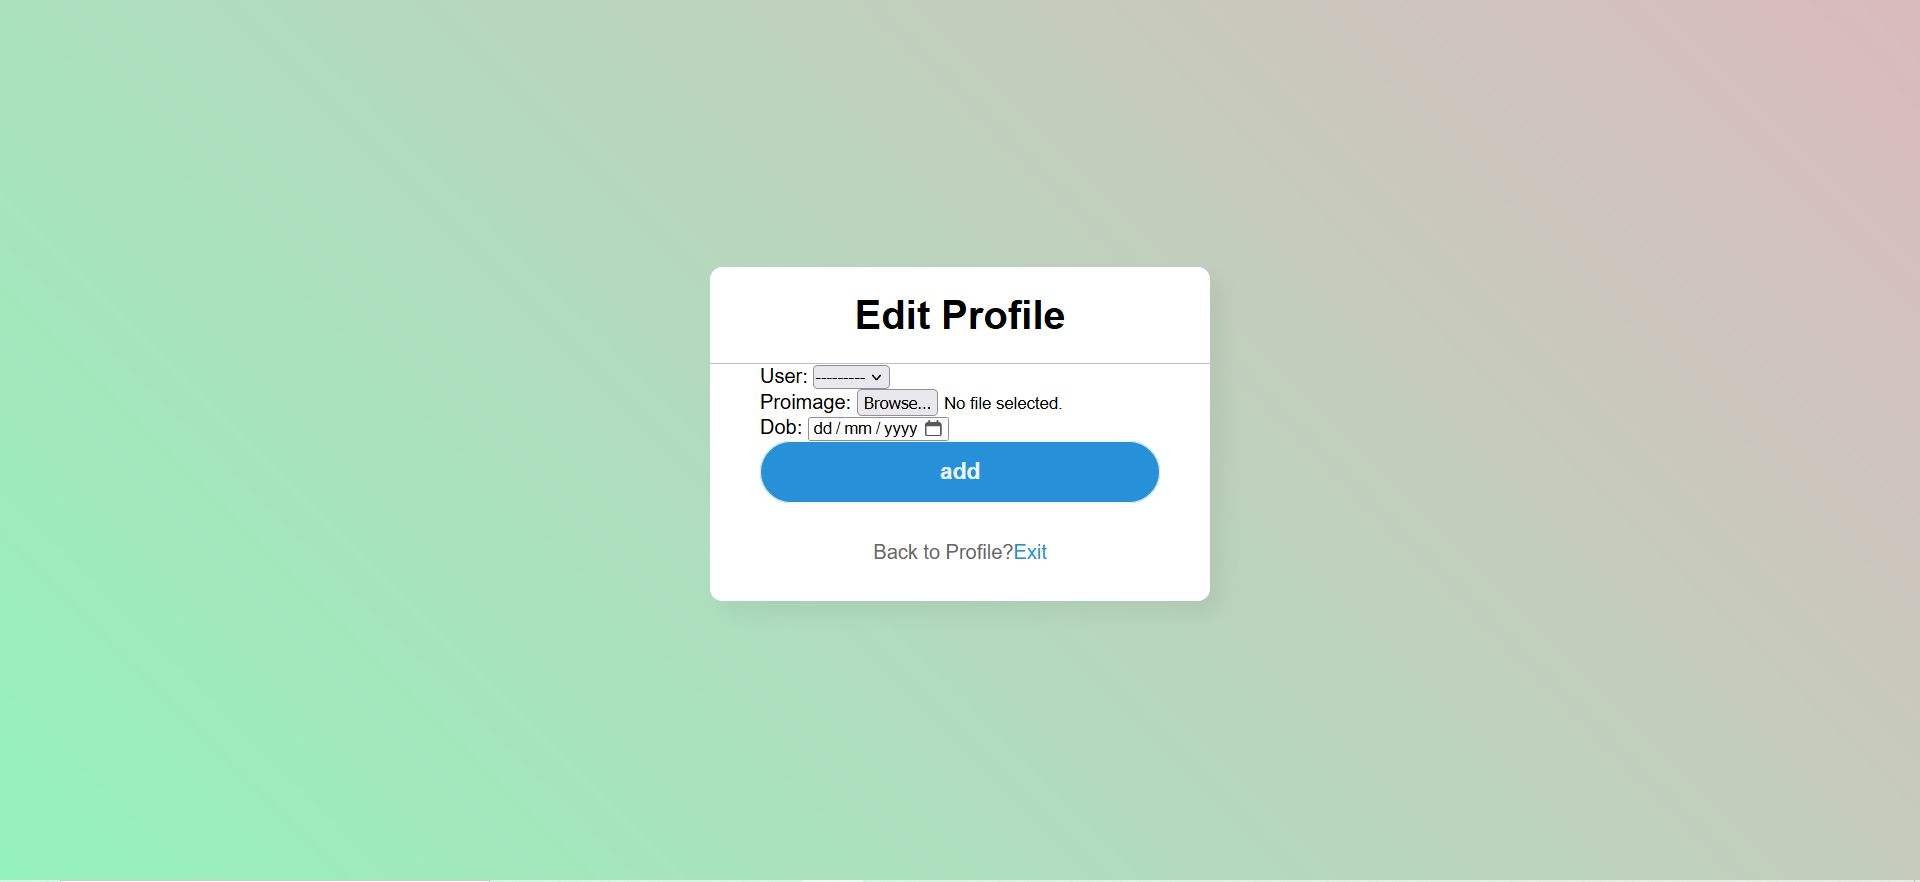 Edit Profile
User: ---------
Proimage: Browse... No file selected.
Dob: dd / mm / yyyy
add
Back to Profile?Exit